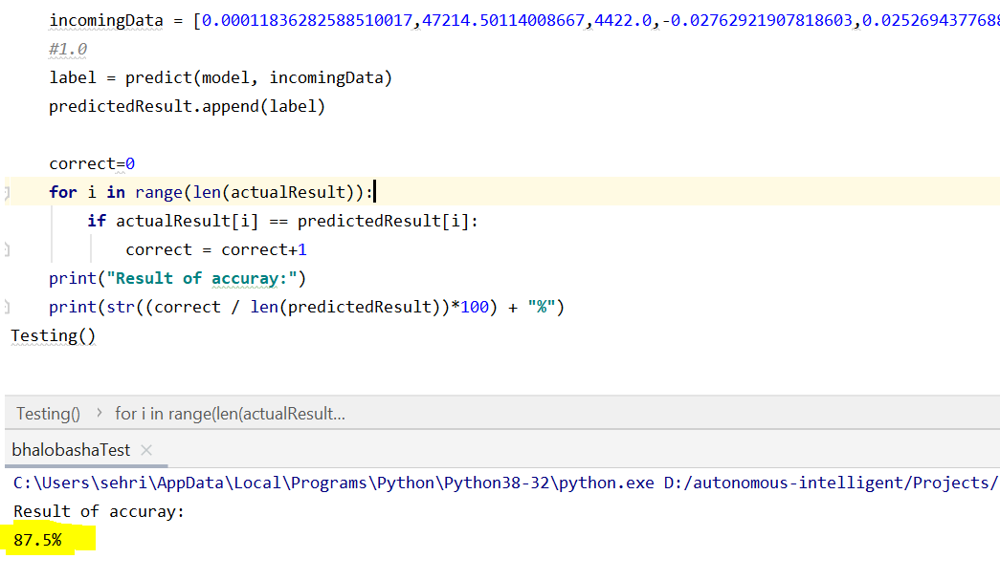 incomingData = [0.00011836282588510017,47214.50114008667,4422.0,-0.02762921907818603,0.0252694377688
#1.0
label = predict(model, incomingData)
predictedResult.append(label)
correct=0
for i in range(len(actualResult)):
if actualResult[i] == predictedResult[i]:
correct = correct+1
print("Result of accuray:")
print(str((correct / len(predictedResult))*100) + "%")
Testing()
Testing() › for i in range(len(actualResult...
bhalobashaTest ×
C:\Users\sehri\AppData\Local\Programs\Python\Python38-32\python.exe D:/autonomous-intelligent/Projects/
Result of accuray:
87.5%